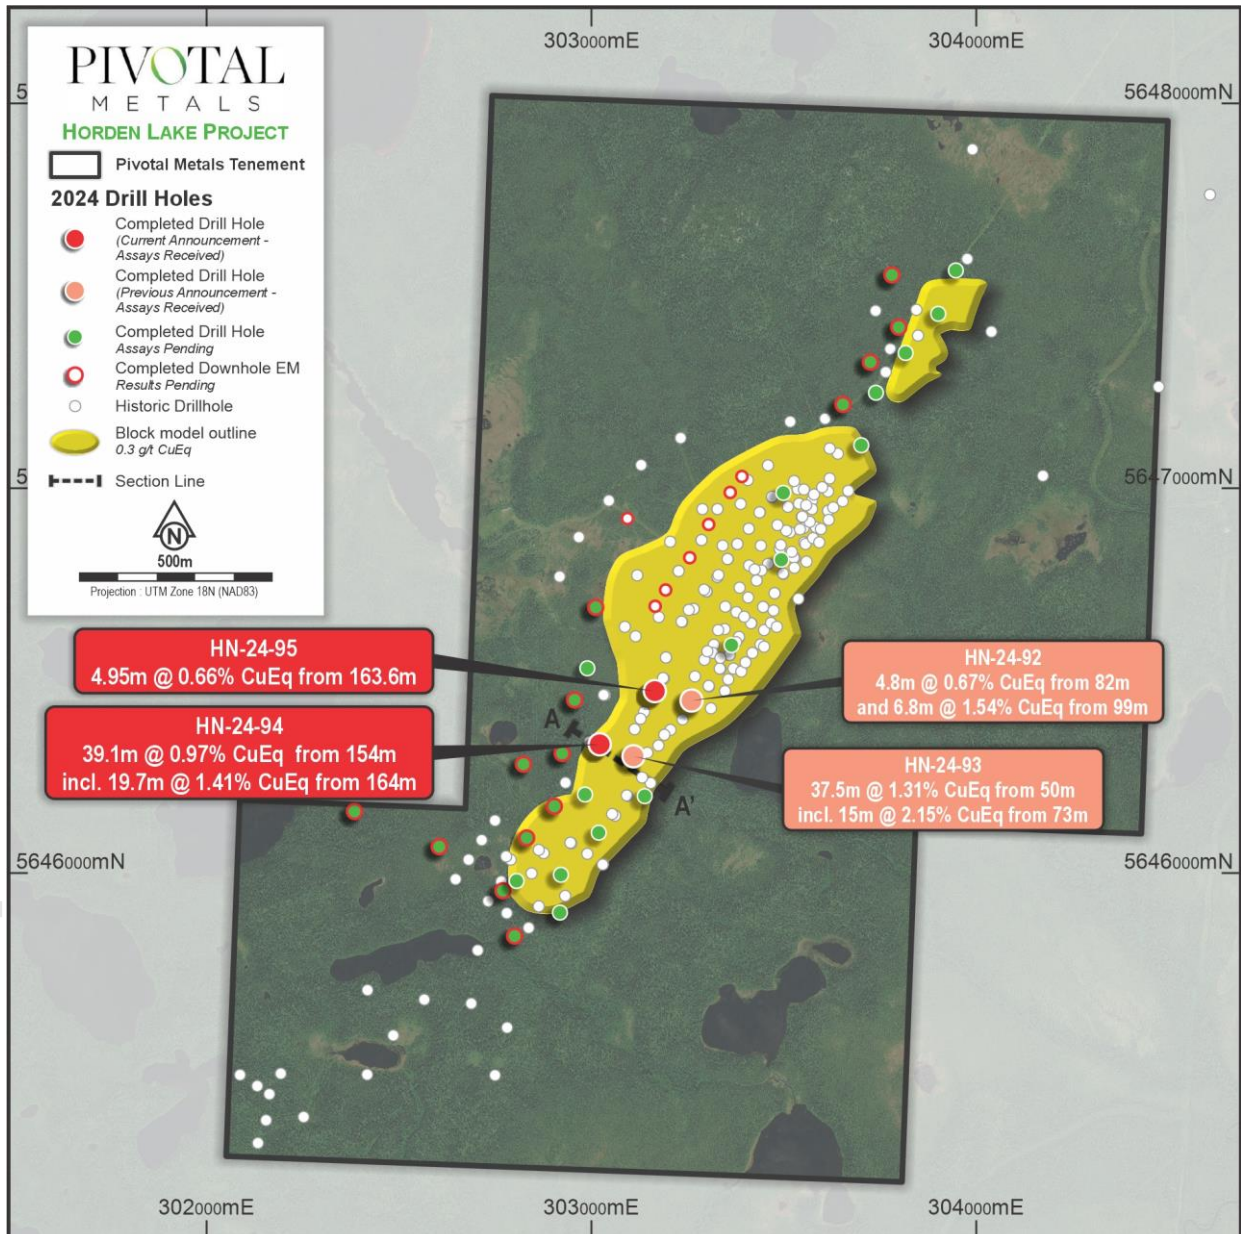 PIVOTAL
METALS
HORDEN LAKE PROJECT
Pivotal Metals Tenement
2024 Drill Holes
Completed Drill Hole
(Current Announcement -
Assays Received)
Completed Drill Hole
(Previous Announcement -
Assays Received)
Completed Drill Hole
Assays Pending
Completed Downhole EM
Results Pending
Historic Drillhole
Block model outline
0.3 g/t CuEq
Section Line
N
500m
Projection : UTM Zone 18N (NAD83)
303000mE
304000mE
5
5648000mN
5
5647000mN
HN-24-95
4.95m @ 0.66% CuEq from 163.6m
HN-24-92
4.8m @ 0.67% CuEq from 82m
and 6.8m @ 1.54% CuEq from 99m
A
HN-24-94
39.1m @ 0.97% CuEq from 154m
incl. 19.7m @ 1.41% CuEq from 164m
HN-24-93
37.5m @ 1.31% CuEq from 50m
incl. 15m @ 2.15% CuEq from 73m
A'
5646000mN
5646000mN
302000mE
303000mE
304000mE